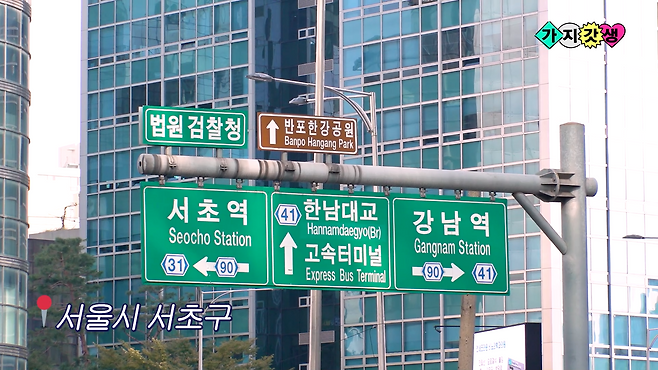 가지갓생
법원 검찰청
반포한강공원
Banpo Hangang Park
서초역
Seocho Station
31 90
41 한남대교
Hannamdaegyo(Br)
고속터미널
Express Bus Terminal
강남역
Gangnam Station
90 41
서울시 서초구